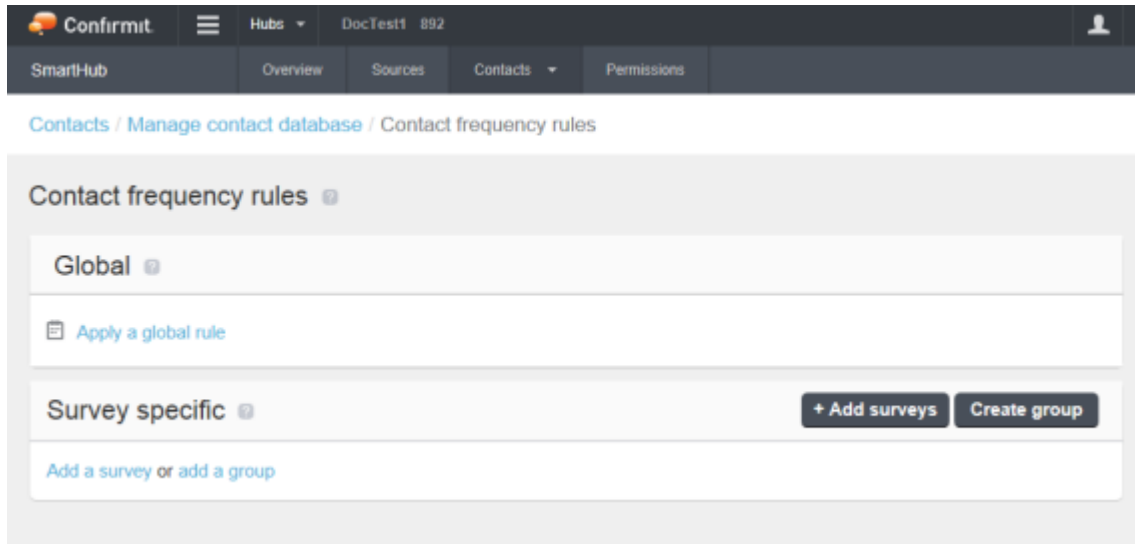 Confirmit Hubs DocTest1 892
SmartHub Overview Sources Contacts Permissions
Contacts / Manage contact database / Contact frequency rules
Contact frequency rules ?
Global ?
Apply a global rule
Survey specific ? + Add surveys Create group
Add a survey or add a group